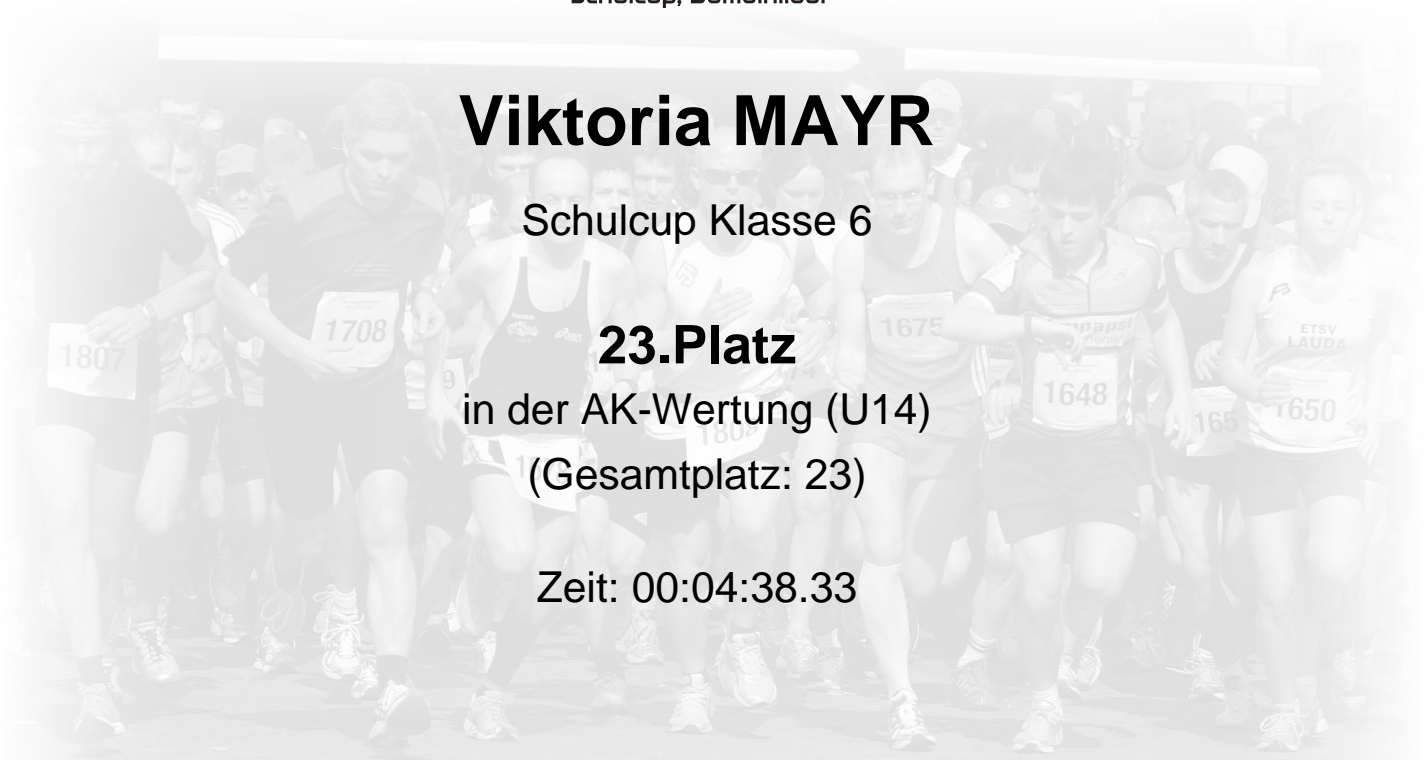 Viktoria MAYR
Schulcup Klasse 6
23.Platz
in der AK-Wertung (U14)
(Gesamtplatz: 23)
Zeit: 00:04:38.33
1807
1708
1675
1648
1650
165
ETSV
LAUDA